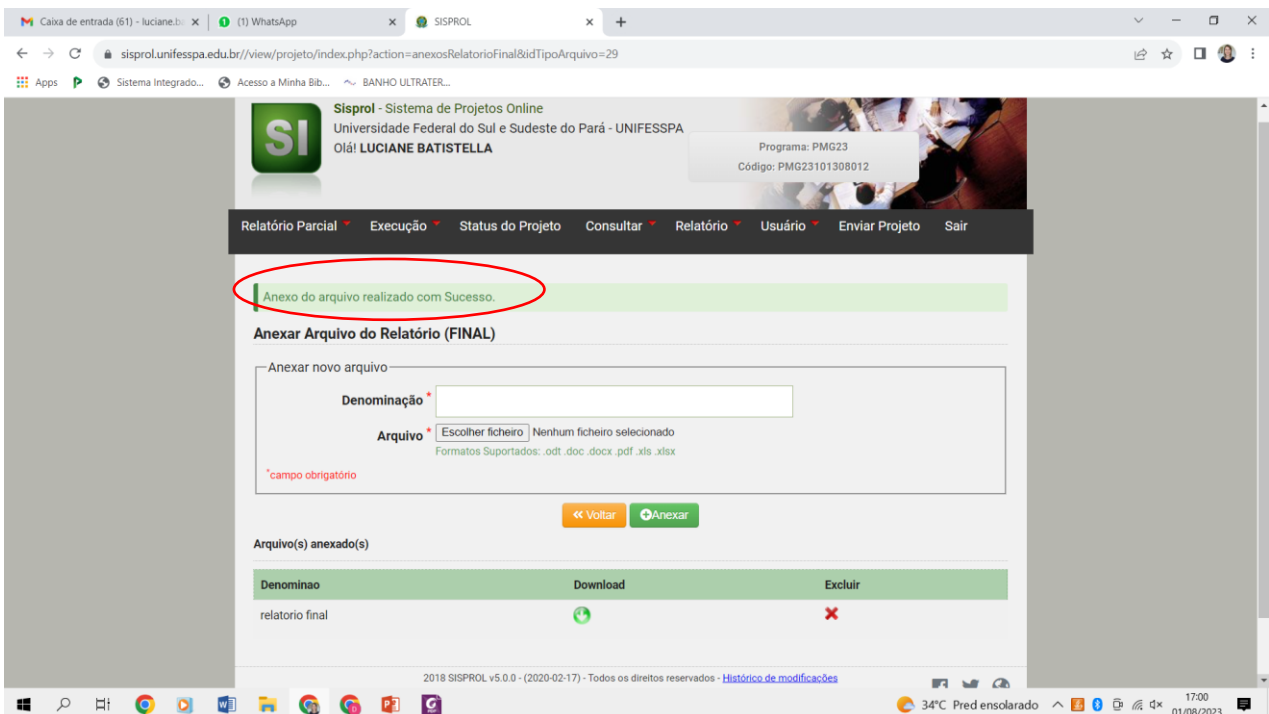 Caixa de entrada (61) - luciane.ba
(1) WhatsApp
SISPROL
sisprol.unifesspa.edu.br//view/projeto/index.php?action=anexosRelatorioFinal&idTipoArquivo=29
Apps
Sistema Integrado...
Acesso a Minha Bib...
BANHO ULTRATER...
SI
Sisprol - Sistema de Projetos Online
Universidade Federal do Sul e Sudeste do Pará - UNIFESSPA
Olá! LUCIANE BATISTELLA
Programa: PMG23
Código: PMG23101308012
Relatório Parcial Execução Status do Projeto Consultar Relatório Usuário Enviar Projeto Sair
Anexo do arquivo realizado com Sucesso.
Anexar Arquivo do Relatório (FINAL)
Anexar novo arquivo
Denominação *
Arquivo * Escolher ficheiro Nenhum ficheiro selecionado
Formatos Suportados: .odt .doc .docx .pdf .xls .xlsx
*campo obrigatório
« Voltar
Anexar
Arquivo(s) anexado(s)
Denominao Download Excluir
relatorio final
2018 SISPROL v5.0.0 - (2020-02-17) - Todos os direitos reservados - Histórico de modificações
34°C Pred ensolarado
17:00
01/08/2023